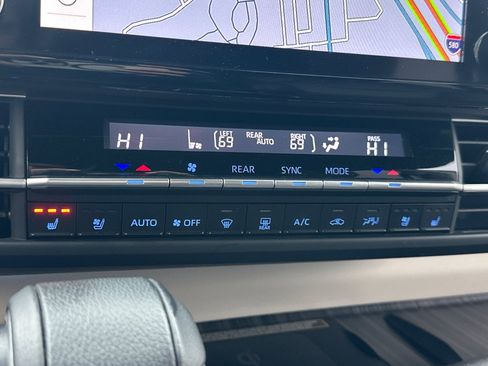 580
LEFT
REAR
RIGHT
PASS
HI
69
AUTO
69
HI
REAR
SYNC
MODE
AUTO
OFF
REAR
A/C